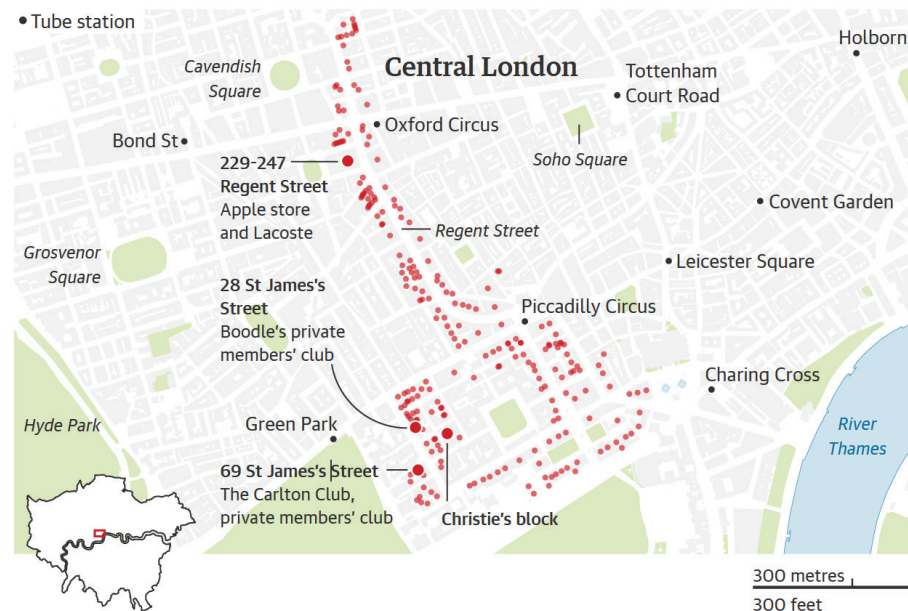 Tube station
Central London
Holborn
Cavendish
Square
Tottenham
Court Road
Oxford Circus
Bond St
Soho Square
229-247
Regent Street
Apple store
and Lacoste
Covent Garden
Regent Street
Grosvenor
Square
Leicester Square
28 St James's
Street
Boodle's private
members' club
Piccadilly Circus
Charing Cross
Hyde Park
Green Park
River
Thames
69 St James's Street
The Carlton Club,
private members' club
Christie's block
300 metres
300 feet